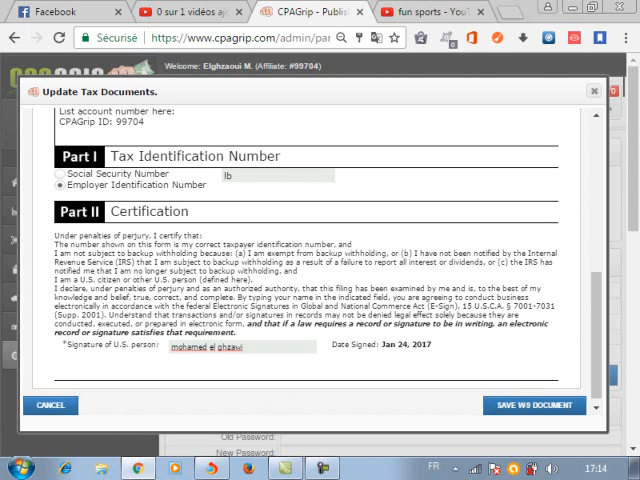 Facebook
0 sur 1 vidéos ajo
CPAGrip - Publish
fun sports - YouT
Sécurisé
https://www.cpagrip.com/admin/par
Welcome: Elghzaoui M. (Affiliate: #99704)
Update Tax Documents.
List account number here:
CPAGrip ID: 99704
Part I Tax Identification Number
Social Security Number
lb
Employer Identification Number
Part II Certification
Under penalties of perjury, I certify that:
The number shown on this form is my correct taxpayer identification number, and
I am not subject to backup withholding because: (a) I am exempt from backup withholding, or (b) I have not been notified by the Internal
Revenue Service (IRS) that I am subject to backup withholding as a result of a failure to report all interest or dividends, or (c) the IRS has
notified me that I am no longer subject to backup withholding, and
I am a U.S. citizen or other U.S. person (defined here).
I declare, under penalties of perjury and as an authorized authority, that this filing has been examined by me and is, to the best of my
knowledge and belief, true, correct, and complete. By typing your name in the indicated field, you are agreeing to conduct business
electronically in accordance with the federal Electronic Signatures in Global and National Commerce Act (E-Sign), 15 U.S.C.A. § 7001-7031
(Supp. 2001). Understand that transactions and/or signatures in records may not be denied legal effect solely because they are
conducted, executed, or prepared in electronic form, and that if a law requires a record or signature to be in writing, an electronic
record or signature satisfies that requirement.
*Signature of U.S. person:
mohamed el ghzawi
Date Signed: Jan 24, 2017
CANCEL
SAVE W9 DOCUMENT
Old Password:
FR
17:14